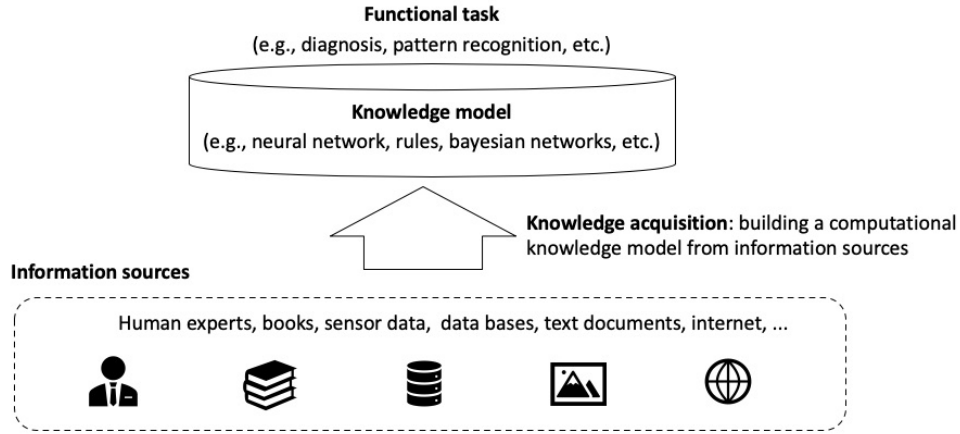 Functional task
(e.g., diagnosis, pattern recognition, etc.)
Knowledge model
(e.g., neural network, rules, bayesian networks, etc.)
Knowledge acquisition: building a computational
knowledge model from information sources
Information sources
Human experts, books, sensor data, data bases, text documents, internet, ...